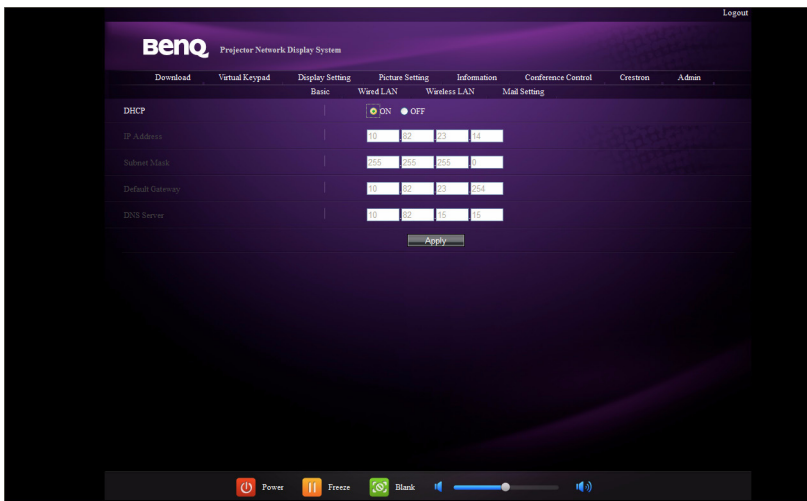 Logout
BenQ Projector Network Display System
Download Virtual Keypad Display Setting Picture Setting Information Conference Control Crestron Admin
Basic Wired LAN Wireless LAN Mail Setting
DHCP ON OFF
IP Address 10 .82 .23 .14
Subnet Mask 255 .255 .255 .0
Default Gateway 10 .82 .23 .254
DNS Server 10 .82 .15 .15
Apply
Power Freeze Blank